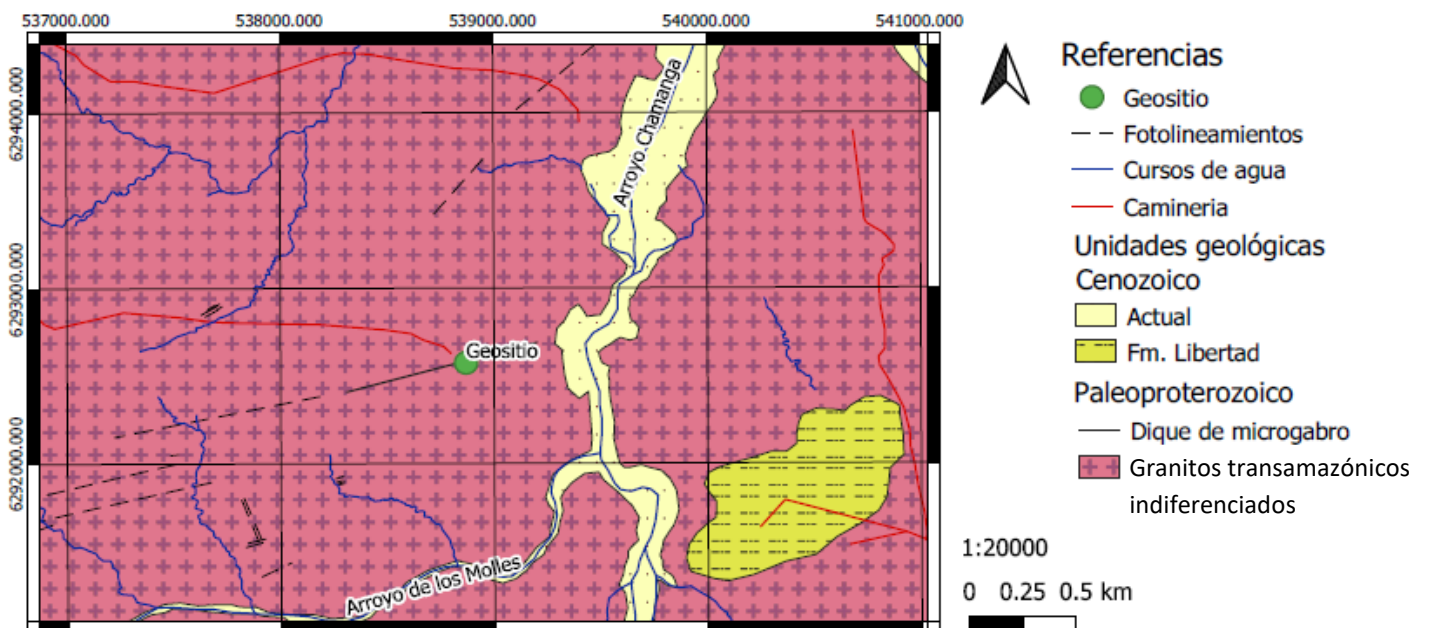 537000.000 538000.000 539000.000 540000.000 541000.000
6294000.000
6293000.000
6292000.000
Arroyo Chamanga
Geositio
Arroyo de los Molles
Referencias
Geositio
Fotolineamientos
Cursos de agua
Camineria
Unidades geológicas
Cenozoico
Actual
Fm. Libertad
Paleoproterozoico
Dique de microgabro
Granitos transamazónicos
indiferenciados
1:20000
0 0.25 0.5 km